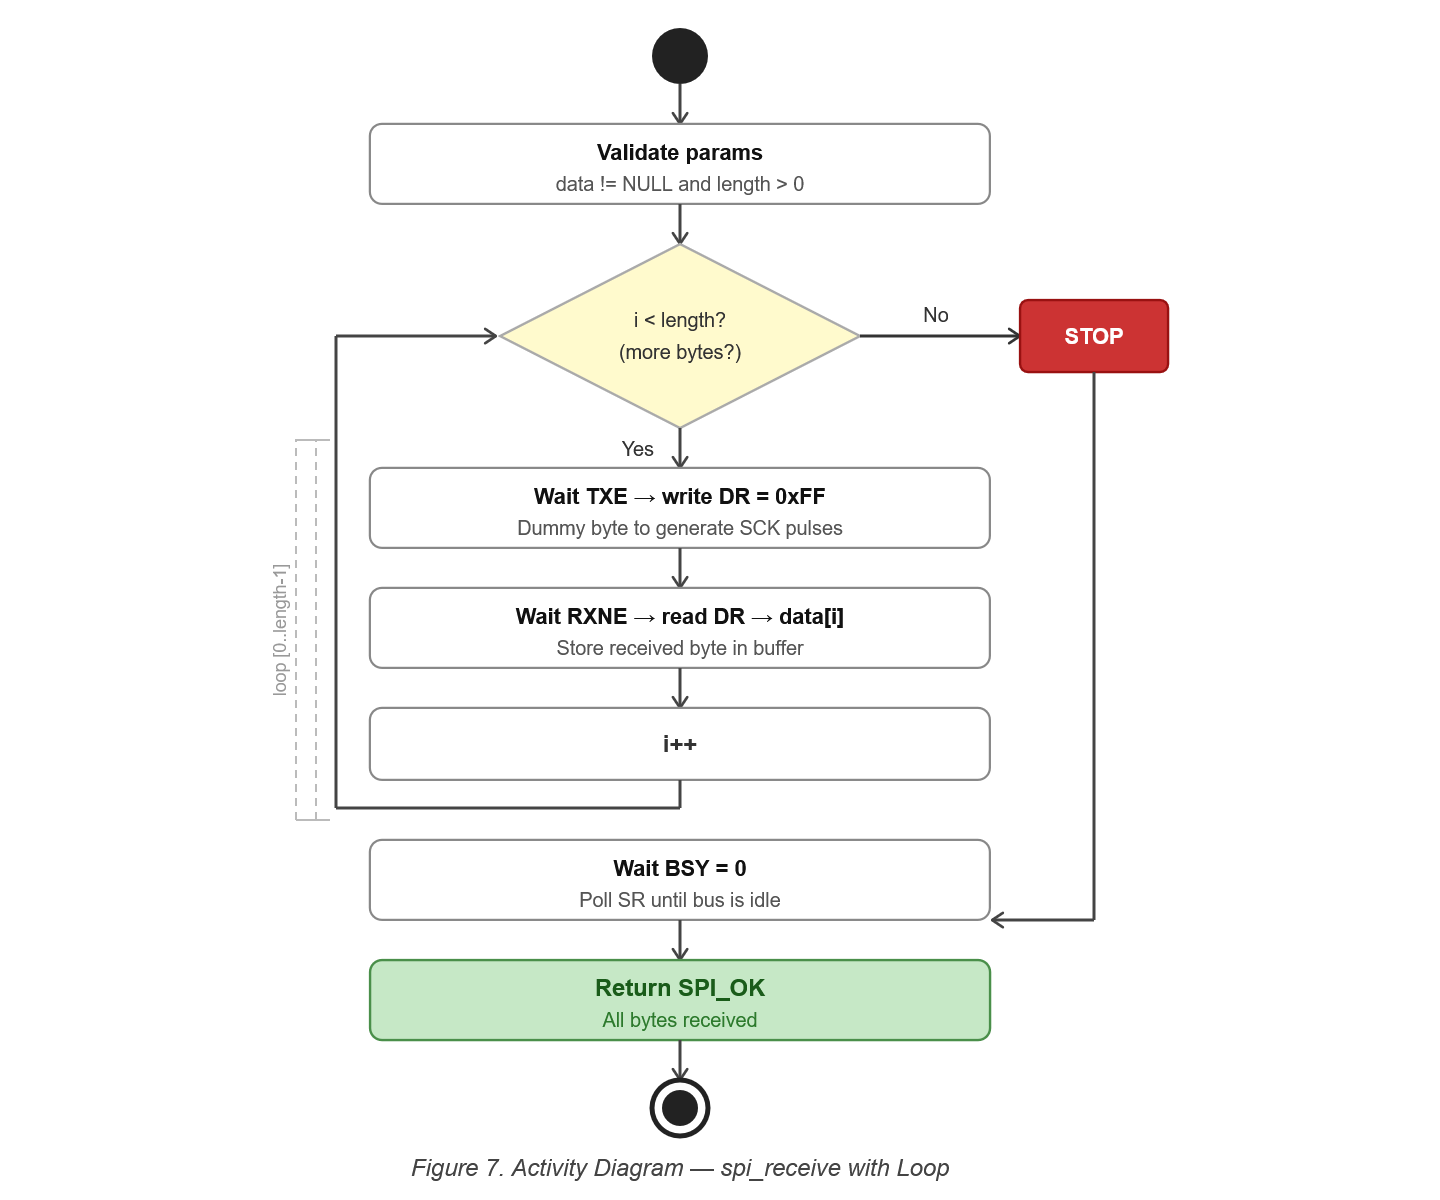 Validate params
data != NULL and length > 0
i < length?
(more bytes?)
No
STOP
Yes
Wait TXE → write DR = 0xFF
Dummy byte to generate SCK pulses
loop [0..length-1]
Wait RXNE → read DR → data[i]
Store received byte in buffer
i++
Wait BSY = 0
Poll SR until bus is idle
Return SPI_OK
All bytes received
Figure 7. Activity Diagram — spi_receive with Loop